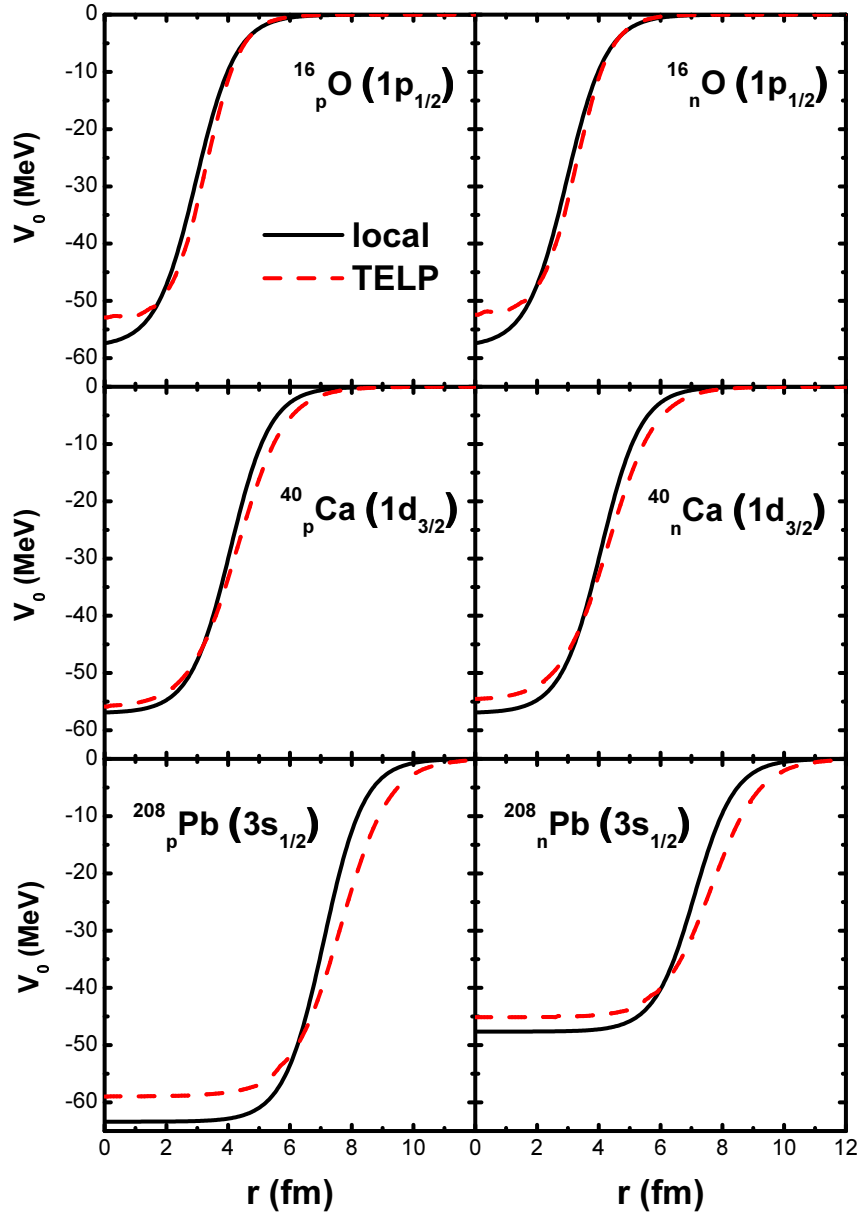 0
-10
-20
-30
-40
-50
-60
V₀ (MeV)
¹⁶ₚO (1p₁/₂)
local
TELP
¹⁶ₙO (1p₁/₂)
0
-10
-20
-30
-40
-50
-60
V₀ (MeV)
⁴⁰ₚCa (1d₃/₂)
⁴⁰ₙCa (1d₃/₂)
0
-10
-20
-30
-40
-50
-60
V₀ (MeV)
²⁰⁸ₚPb (3s₁/₂)
²⁰⁸ₙPb (3s₁/₂)
0 2 4 6 8 10 0 2 4 6 8 10 12
r (fm) r (fm)